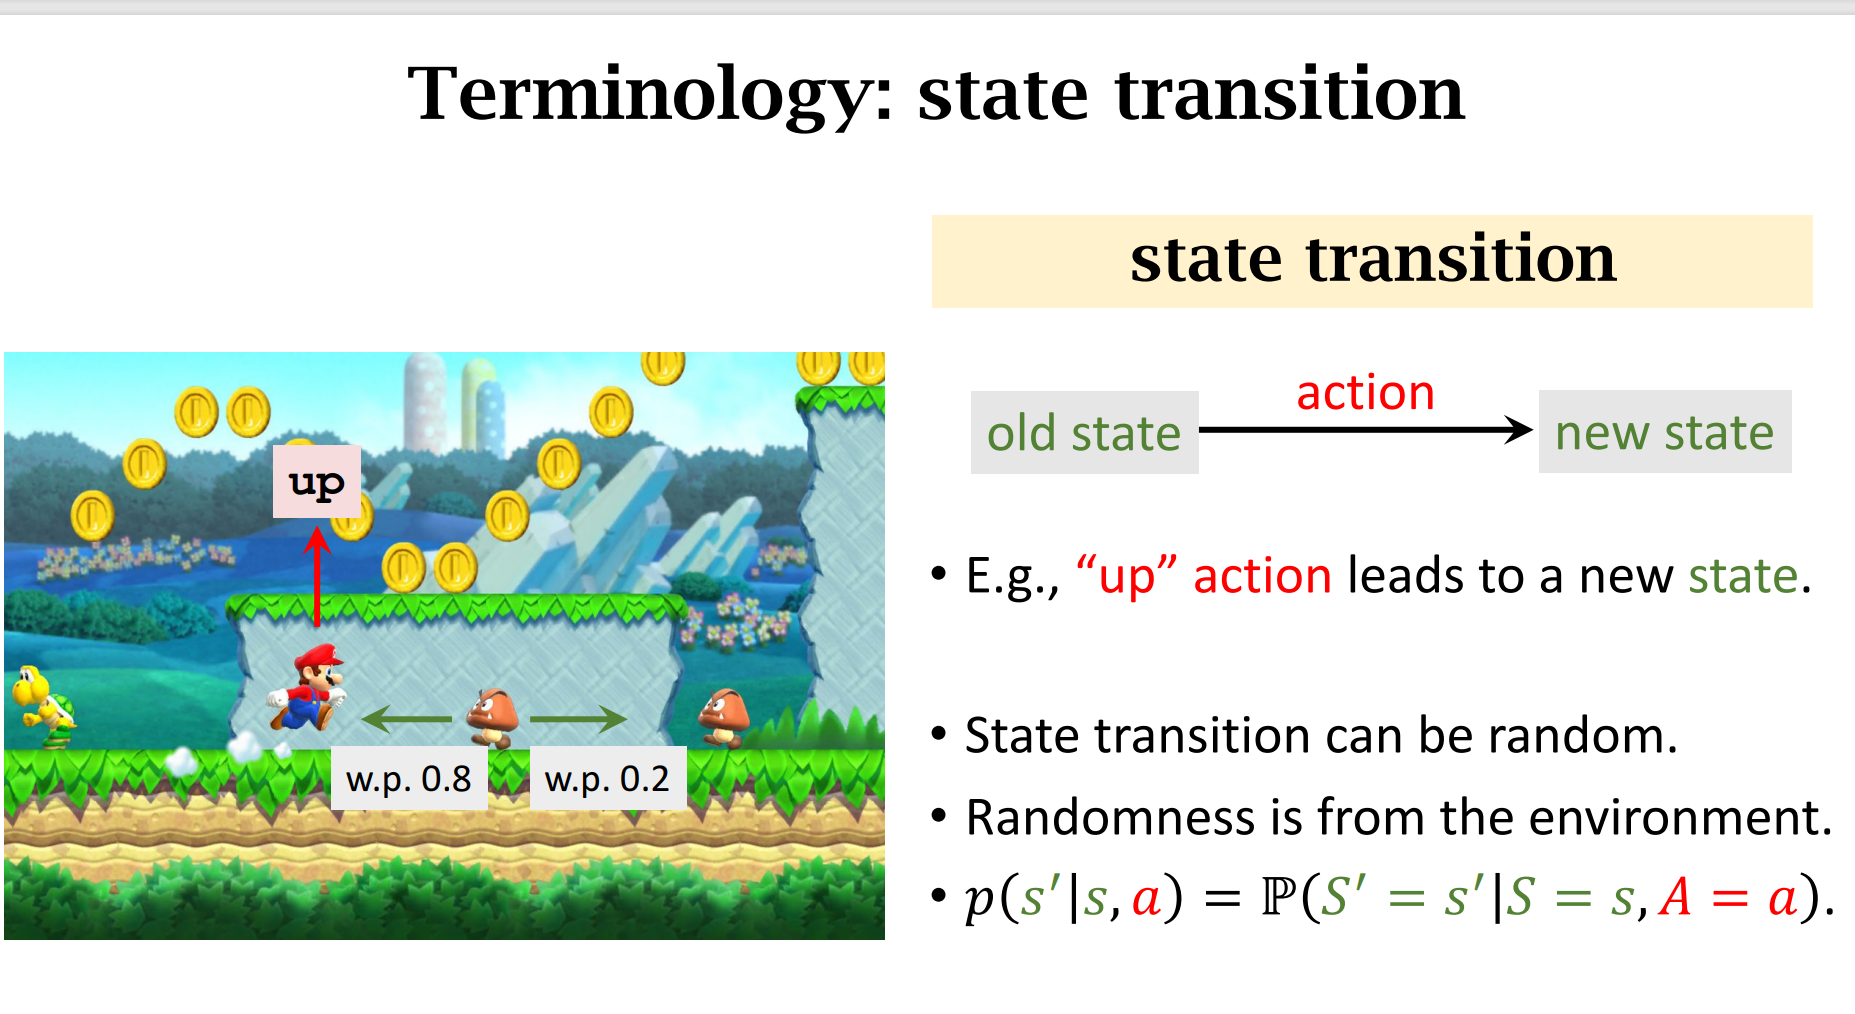 Terminology: state transition
state transition
old state
action
new state
up
w.p. 0.8
w.p. 0.2
• E.g., “up” action leads to a new state.
• State transition can be random.
• Randomness is from the environment.
• p(s′|s, a) = ℙ(S′ = s′|S = s, A = a).